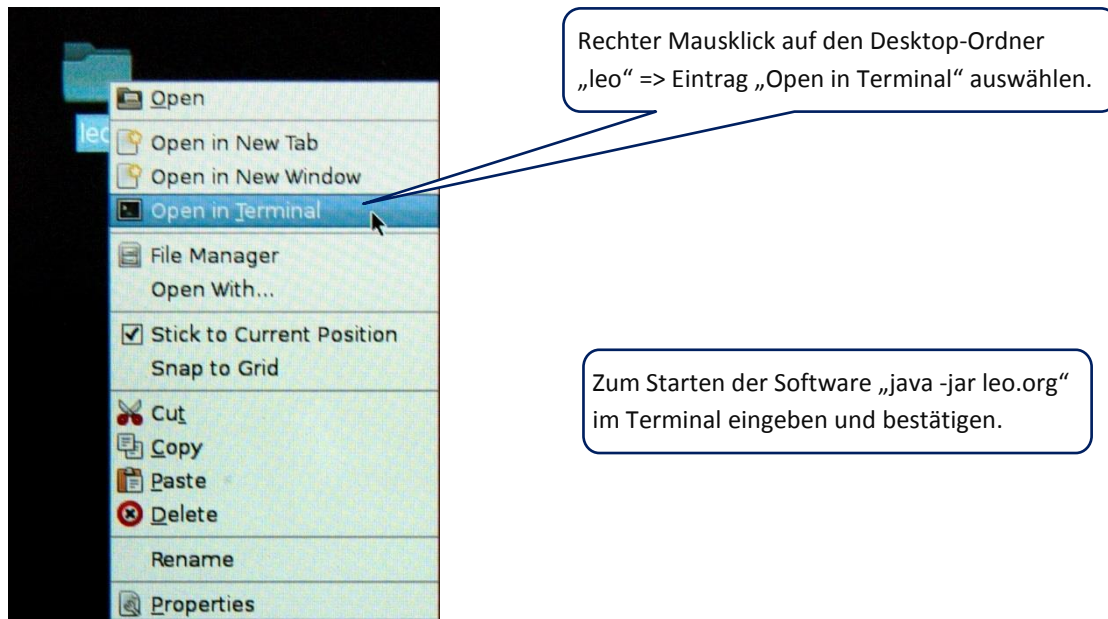 Rechter Mausklick auf den Desktop-Ordner
„leo“ => Eintrag „Open in Terminal“ auswählen.
leo
Open
Open in New Tab
Open in New Window
Open in Terminal
File Manager
Open With...
Stick to Current Position
Snap to Grid
Cut
Copy
Paste
Delete
Rename
Properties
Zum Starten der Software „java -jar leo.org“
im Terminal eingeben und bestätigen.